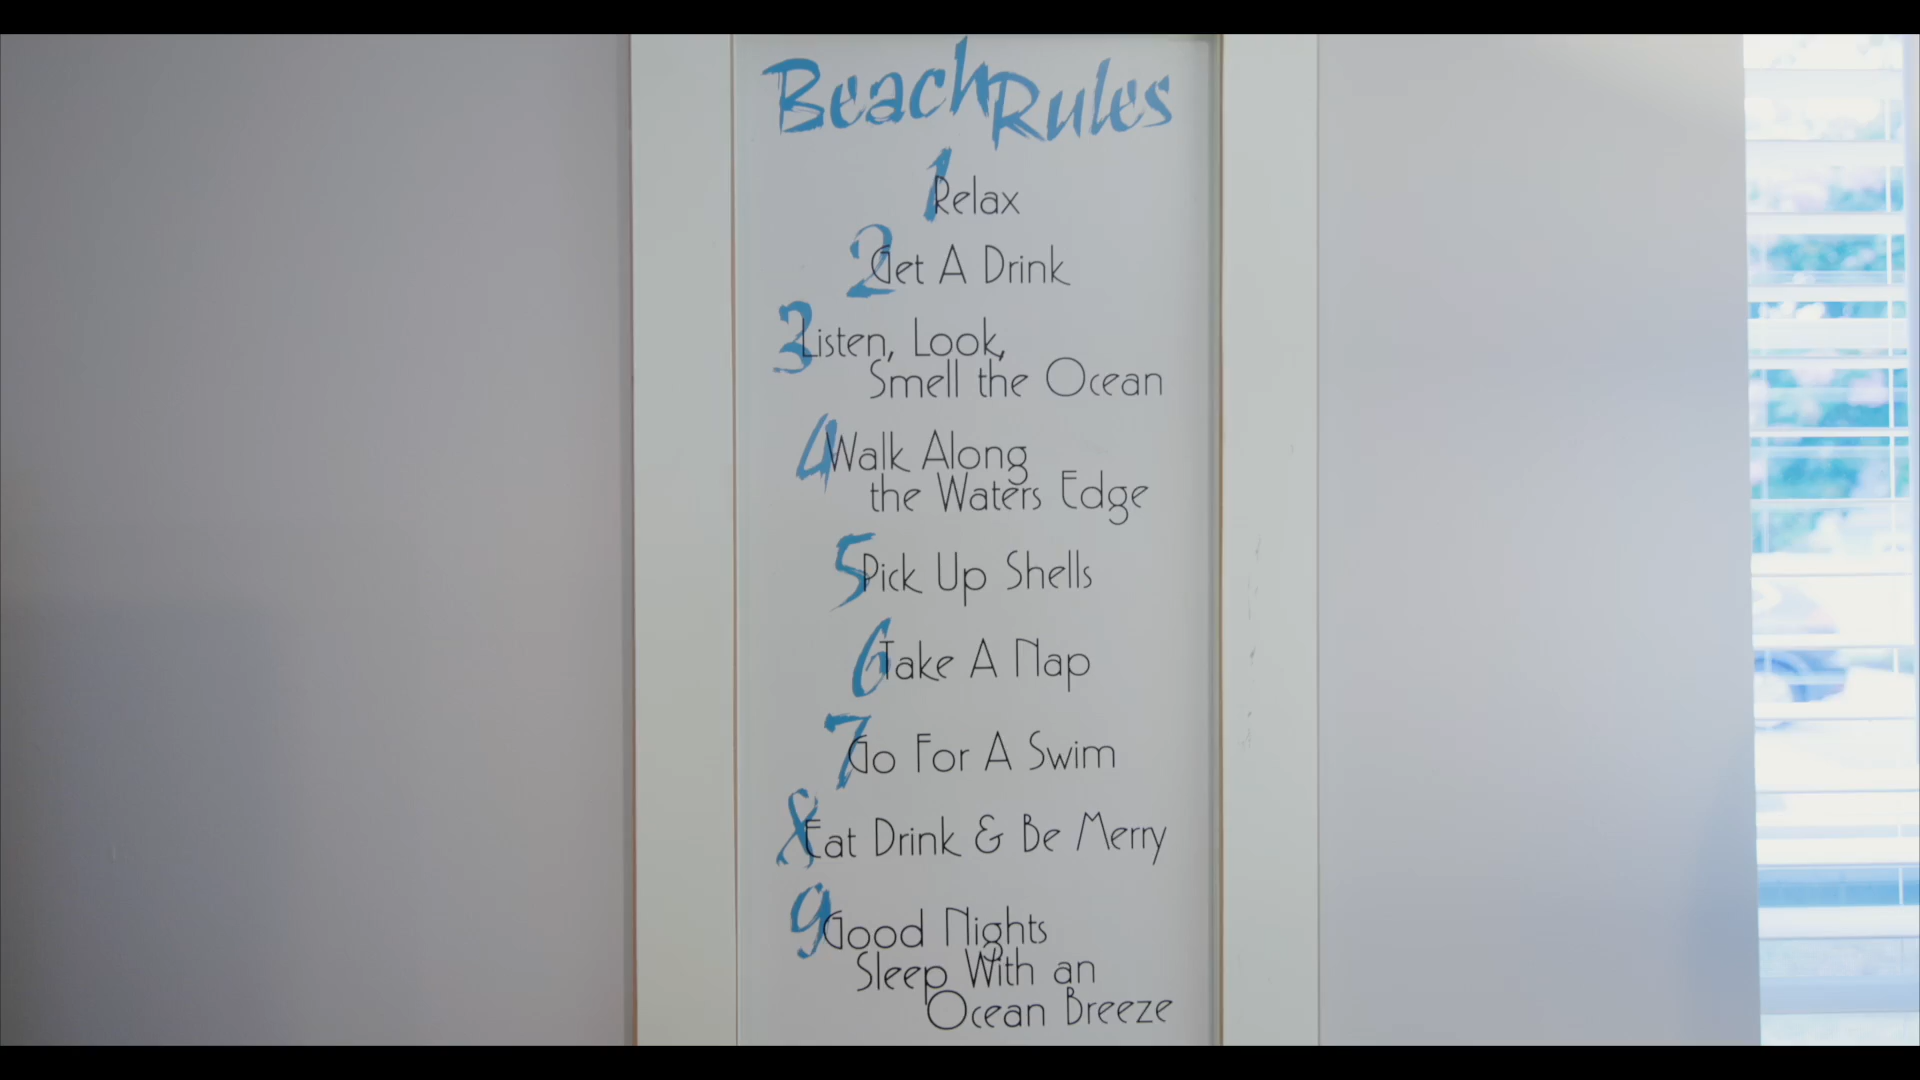 Beach Rules
1 Relax
2 Get A Drink
3 Listen, Look,
Smell the Ocean
4 Walk Along
the Waters Edge
5 Pick Up Shells
6 Take A Nap
7 Go For A Swim
8 Eat Drink & Be Merry
9 Good Nights
Sleep With an
Ocean Breeze